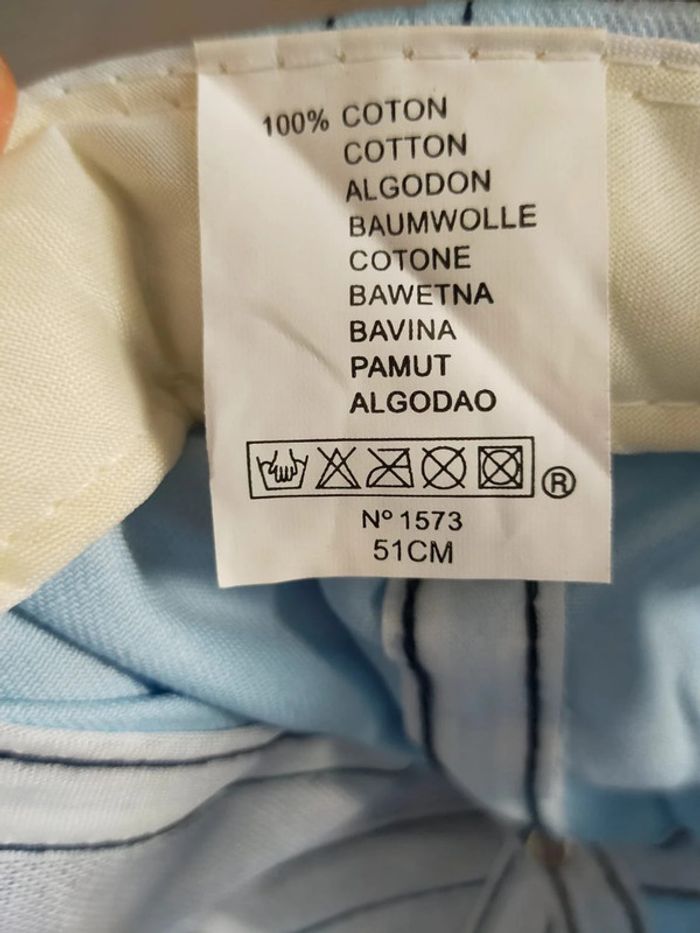 100% COTON
COTTON
ALGODON
BAUMWOLLE
COTONE
BAWETNA
BAVINA
PAMUT
ALGODAO
®
Nº 1573
51CM